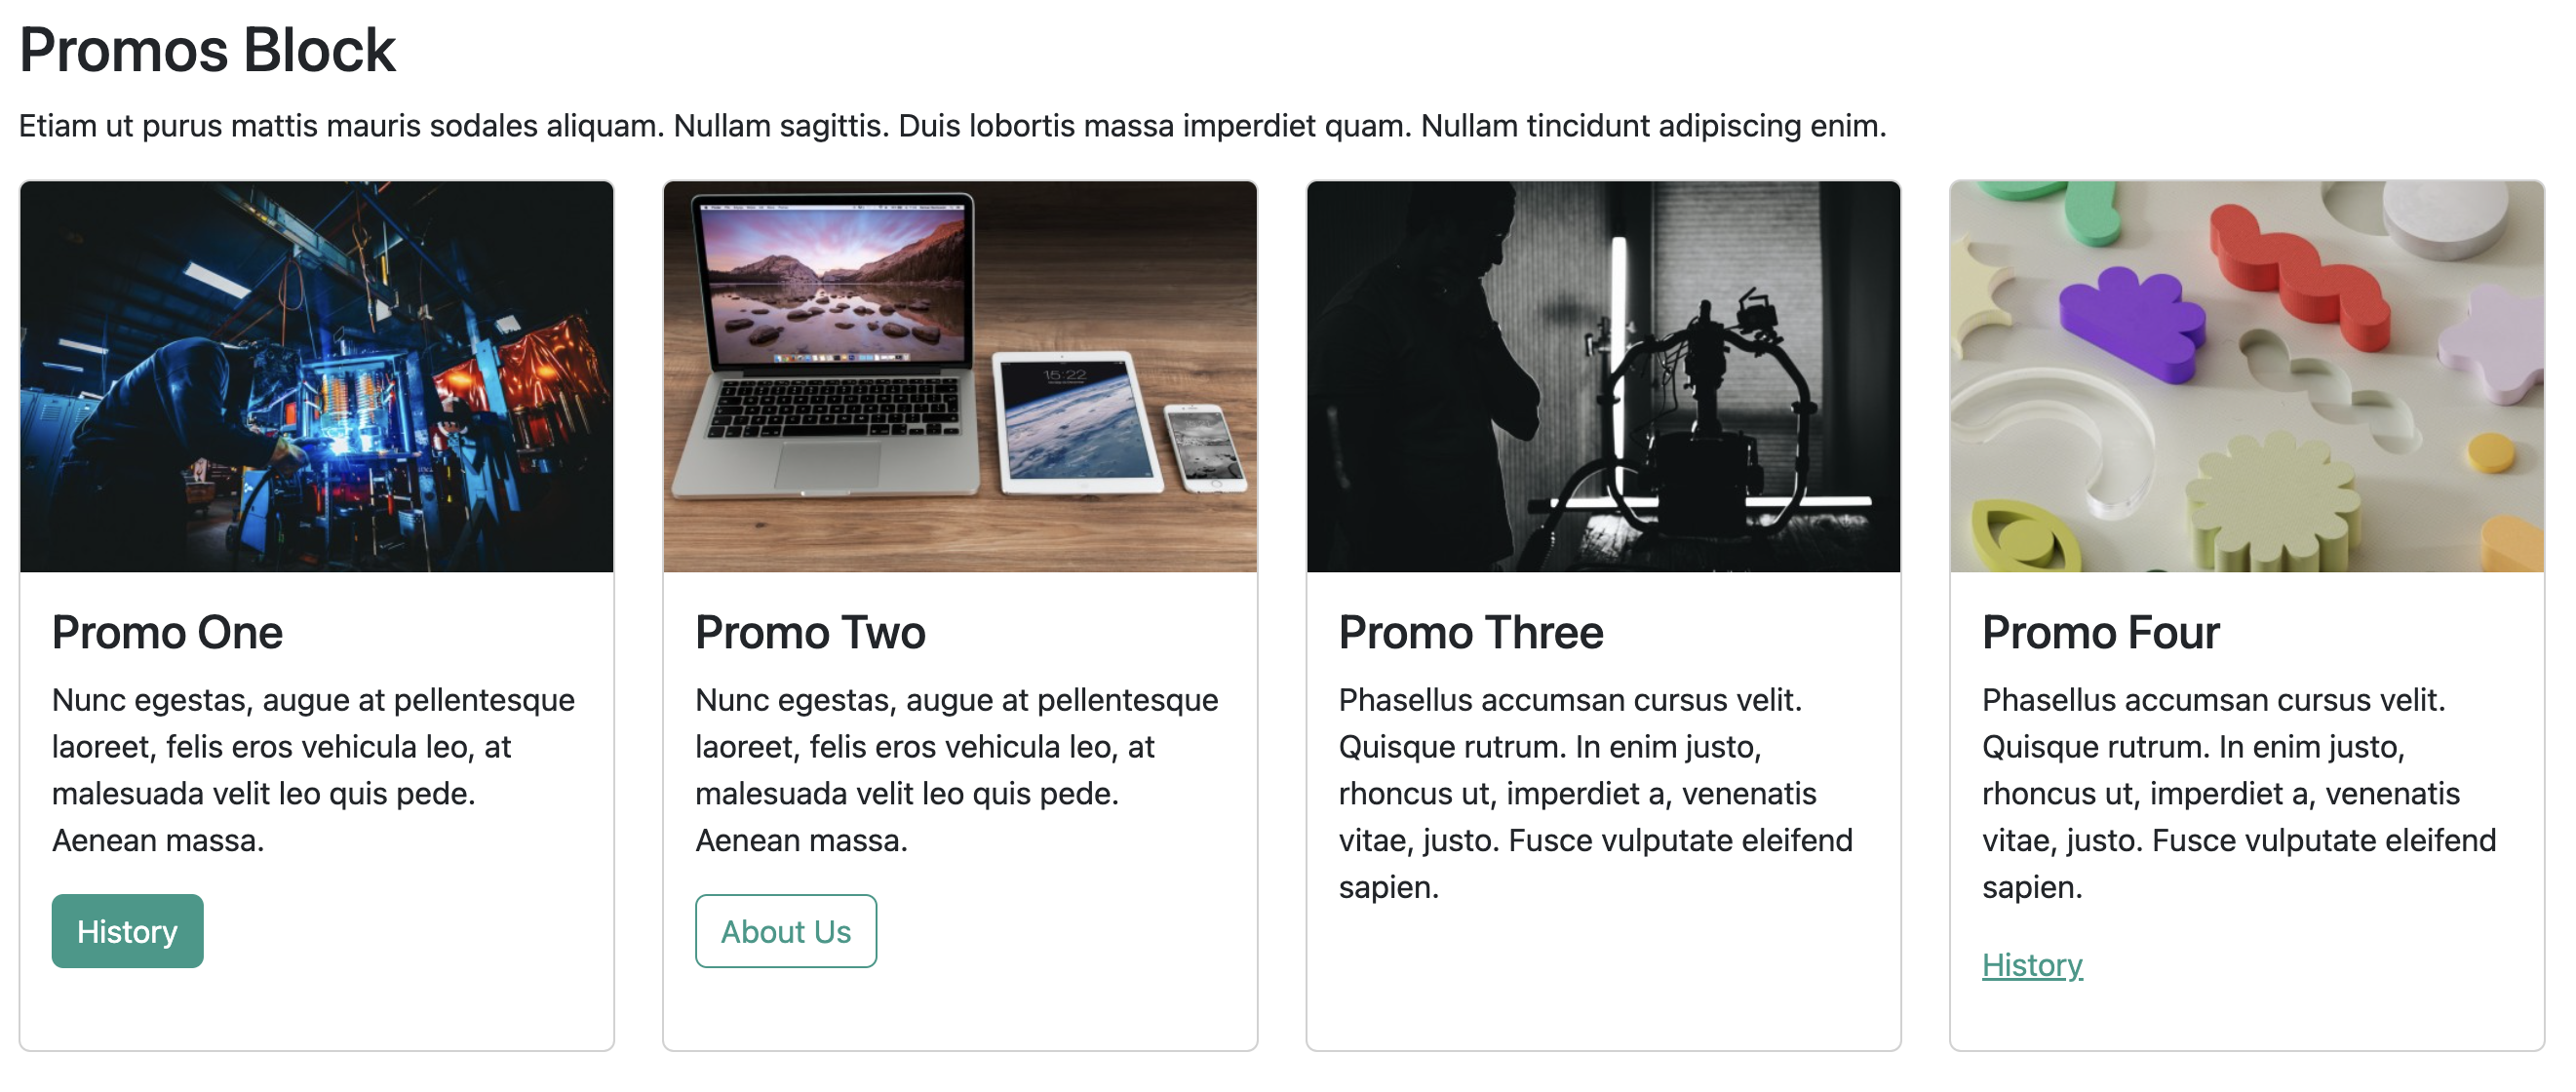 Promos Block
Etiam ut purus mattis mauris sodales aliquam. Nullam sagittis. Duis lobortis massa imperdiet quam. Nullam tincidunt adipiscing enim.
15:22
Promo One
Nunc egestas, augue at pellentesque
laoreet, felis eros vehicula leo, at
malesuada velit leo quis pede.
Aenean massa.
History
Promo Two
Nunc egestas, augue at pellentesque
laoreet, felis eros vehicula leo, at
malesuada velit leo quis pede.
Aenean massa.
About Us
Promo Three
Phasellus accumsan cursus velit.
Quisque rutrum. In enim justo,
rhoncus ut, imperdiet a, venenatis
vitae, justo. Fusce vulputate eleifend
sapien.
Promo Four
Phasellus accumsan cursus velit.
Quisque rutrum. In enim justo,
rhoncus ut, imperdiet a, venenatis
vitae, justo. Fusce vulputate eleifend
sapien.
History